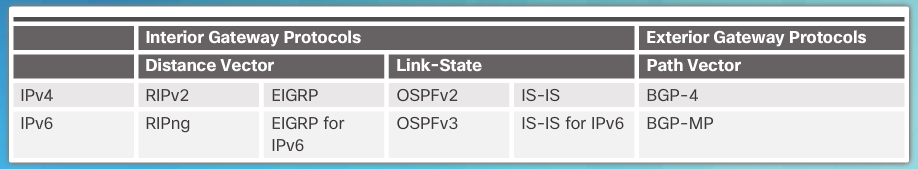 Interior Gateway Protocols Exterior Gateway Protocols
Distance Vector Link-State Path Vector
IPv4 RIPv2 EIGRP OSPFv2 IS-IS BGP-4
IPv6 RIPng EIGRP for OSPFv3 IS-IS for IPv6 BGP-MP
IPv6